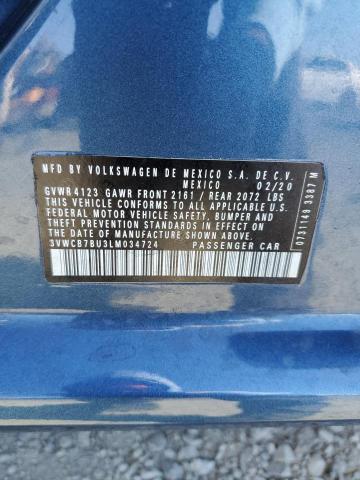 MFD. BY VOLKSWAGEN DE MEXICO S.A. DE C.V.
MEXICO 02/20
GVWR 4123 GAWR FRONT 2161 / REAR 2072 LBS
THIS VEHICLE CONFORMS TO ALL APPLICABLE U.S.
FEDERAL MOTOR VEHICLE SAFETY, BUMPER AND
THEFT PREVENTION STANDARDS IN EFFECT ON
THE DATE OF MANUFACTURE SHOWN ABOVE.
3VWCB7BU3LM034724 PASSENGER CAR
0731149 3387 M